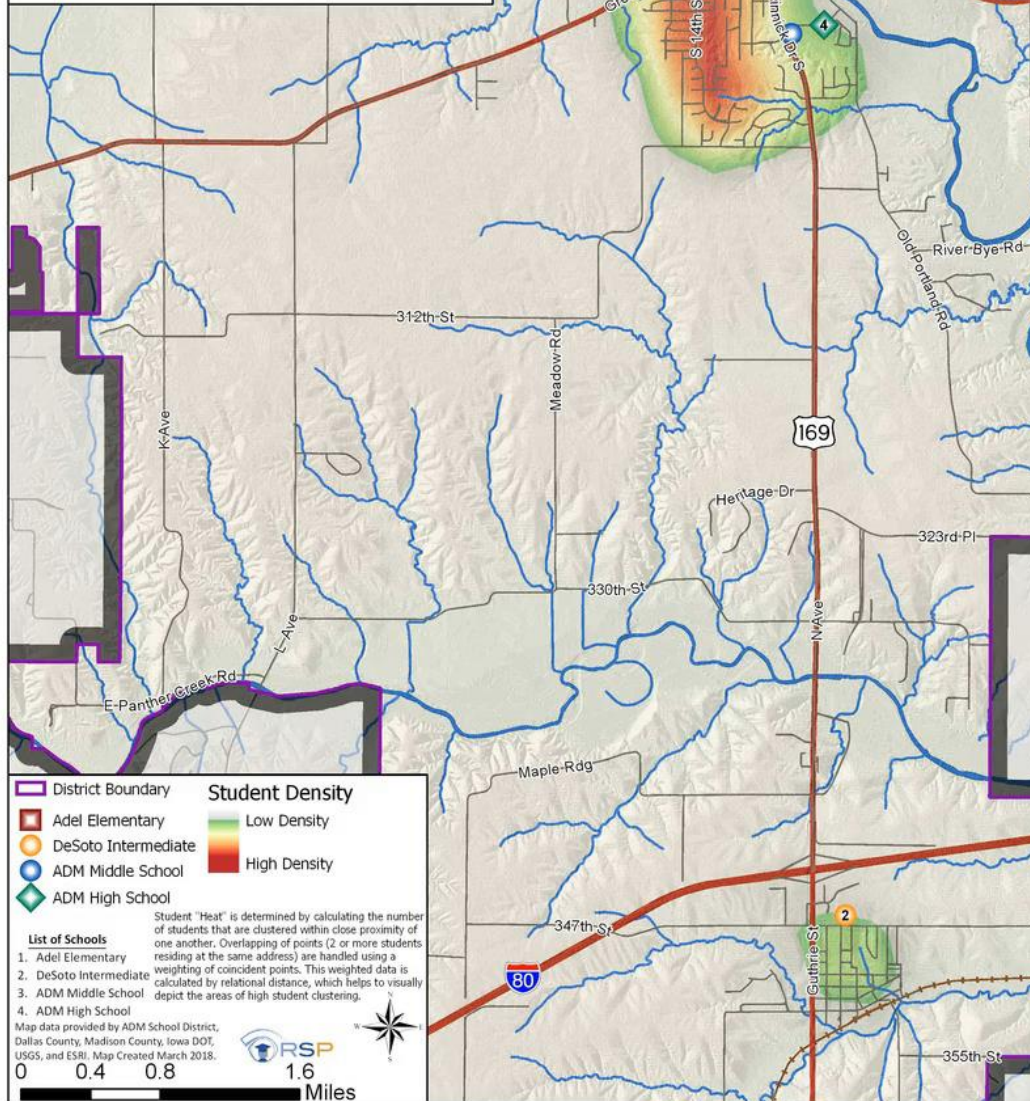 S 14th S
4
312th St
Meadow Rd
K Ave
River Bye Rd
Old Portland Rd
169
Heritage Dr
323rd Pl
330th St
L Ave
N Ave
E Panther Creek Rd
Maple Rdg
347th St
80
2
Guthrie St
355th St
District Boundary
Adel Elementary
DeSoto Intermediate
ADM Middle School
ADM High School
Student Density
Low Density
High Density
Student "Heat" is determined by calculating the number
of students that are clustered within close proximity of
one another. Overlapping of points (2 or more students
residing at the same address) are handled using a
weighting of coincident points. This weighted data is
calculated by relational distance, which helps to visually
depict the areas of high student clustering.
List of Schools
1. Adel Elementary
2. DeSoto Intermediate
3. ADM Middle School
4. ADM High School
Map data provided by ADM School District,
Dallas County, Madison County, Iowa DOT,
USGS, and ESRI. Map Created March 2018.
RSP
N
W
E
S
0 0.4 0.8 1.6
Miles